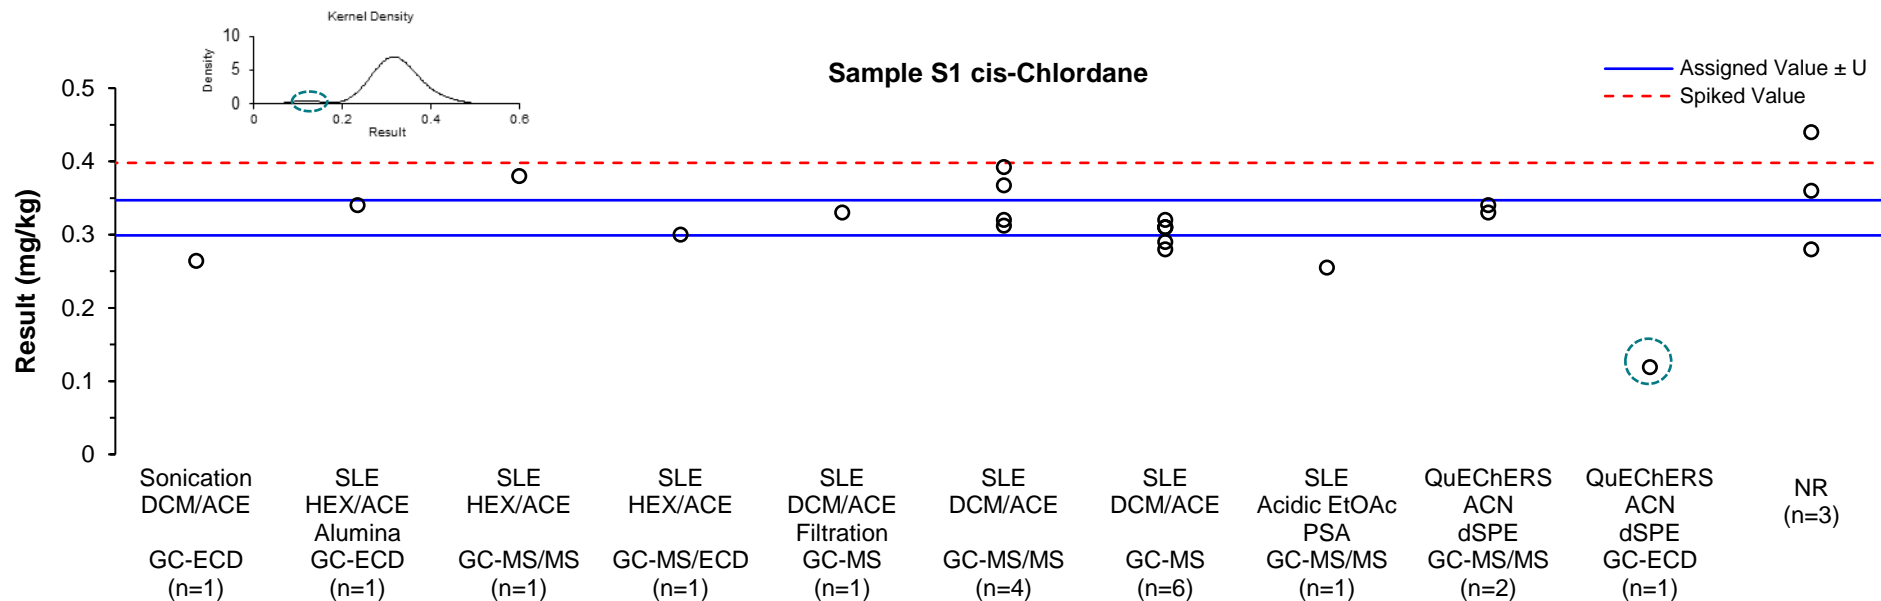 Kernel Density
10
5
0
Density
0
0.2
0.4
0.6
Result
Sample S1 cis-Chlordane
Assigned Value ± U
Spiked Value
Result (mg/kg)
0.5
0.4
0.3
0.2
0.1
0
Sonication
DCM/ACE
GC-ECD
(n=1)
SLE
HEX/ACE
Alumina
GC-ECD
(n=1)
SLE
HEX/ACE
GC-MS/MS
(n=1)
SLE
HEX/ACE
GC-MS/ECD
(n=1)
SLE
DCM/ACE
Filtration
GC-MS
(n=1)
SLE
DCM/ACE
GC-MS/MS
(n=4)
SLE
DCM/ACE
GC-MS
(n=6)
SLE
Acidic EtOAc
PSA
GC-MS/MS
(n=1)
QuEChERS
ACN
dSPE
GC-MS/MS
(n=2)
QuEChERS
ACN
dSPE
GC-ECD
(n=1)
NR
(n=3)